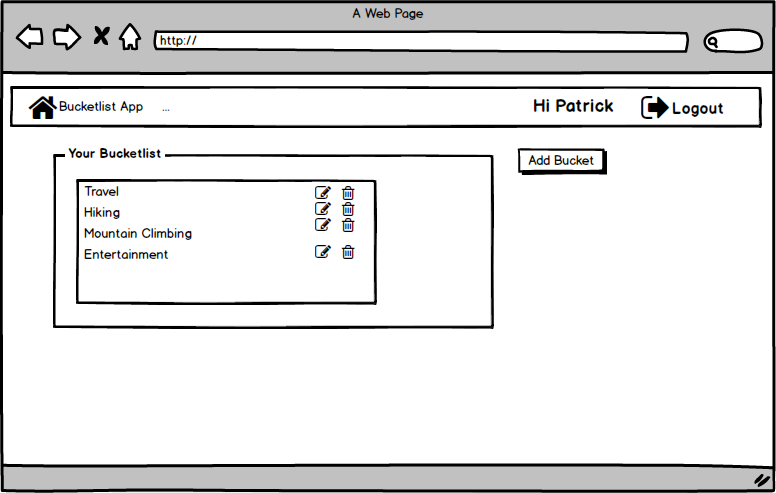 A Web Page
http://
Bucketlist App ... Hi Patrick Logout
Your Bucketlist
Add Bucket
Travel
Hiking
Mountain Climbing
Entertainment